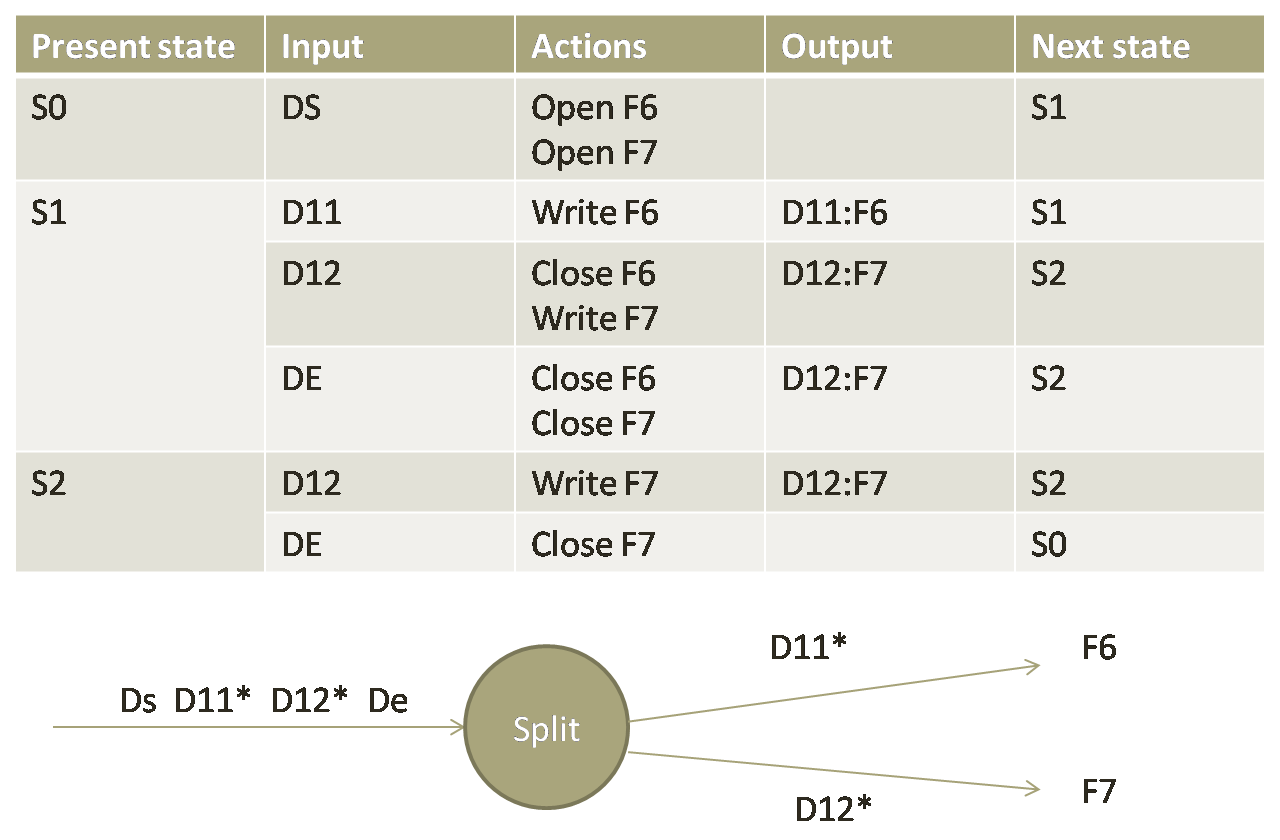 Present state Input Actions Output Next state
S0 DS Open F6 S1
Open F7
S1 D11 Write F6 D11:F6 S1
D12 Close F6 D12:F7 S2
Write F7
DE Close F6 D12:F7 S2
Close F7
S2 D12 Write F7 D12:F7 S2
DE Close F7 S0
D11* F6
Ds D11* D12* De
Split
D12* F7